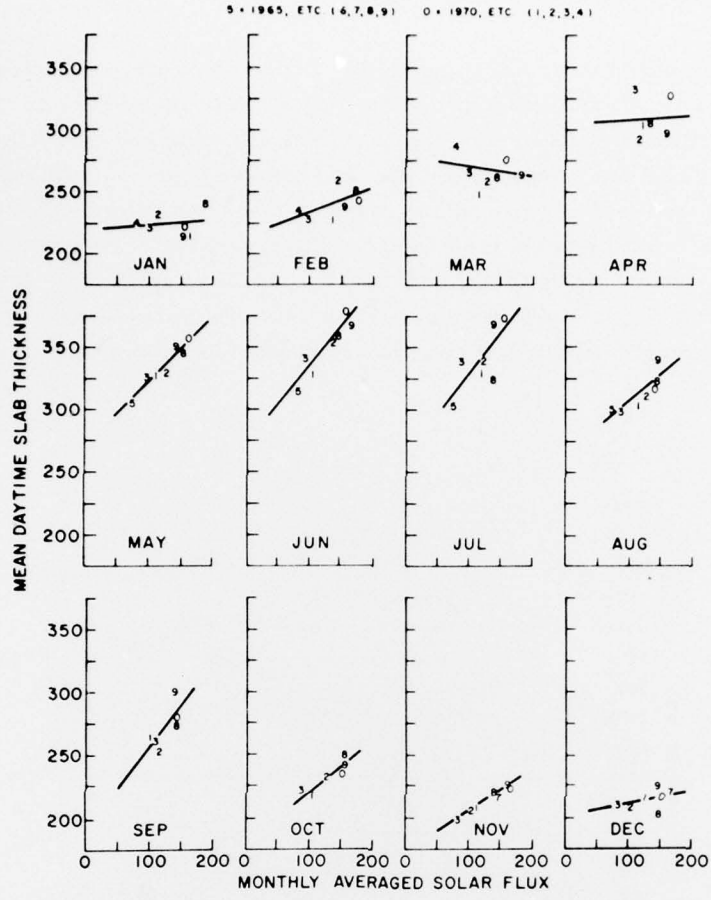 5 = 1965, ETC. (6,7,8,9) 0 = 1970, ETC. (1,2,3,4)
MEAN DAYTIME SLAB THICKNESS
350
300
250
200
JAN FEB MAR APR
350
300
250
200
MAY JUN JUL AUG
350
300
250
200
SEP OCT NOV DEC
0 100 200 0 100 200 0 100 200 0 100 200
MONTHLY AVERAGED SOLAR FLUX